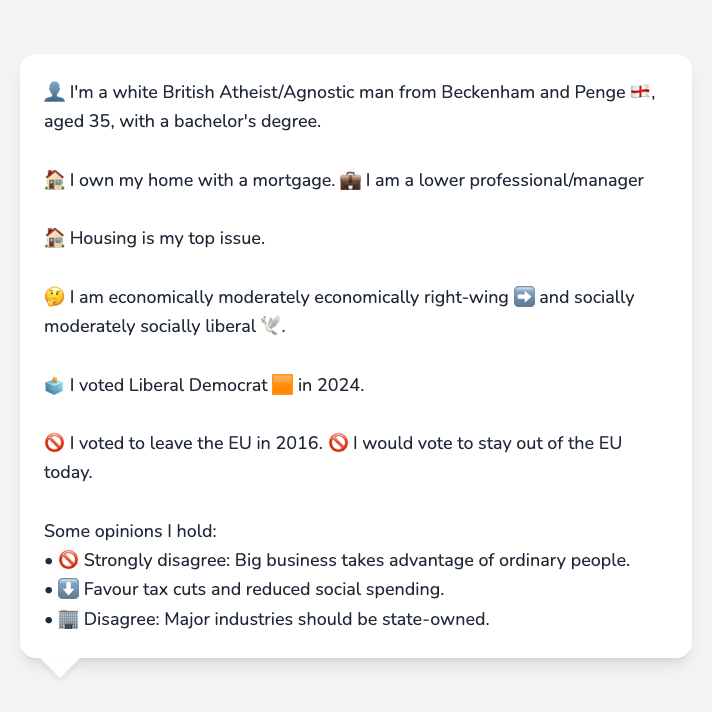 👤 I'm a white British Atheist/Agnostic man from Beckenham and Penge 🏴󠁧󠁢󠁥󠁮󠁧󠁿,
aged 35, with a bachelor's degree.
🏠 I own my home with a mortgage. 💼 I am a lower professional/manager
🏠 Housing is my top issue.
🤔 I am economically moderately economically right-wing ➡️ and socially
moderately socially liberal 🕊️.
🗳️ I voted Liberal Democrat 🟧 in 2024.
🚫 I voted to leave the EU in 2016. 🚫 I would vote to stay out of the EU
today.
Some opinions I hold:
• 🚫 Strongly disagree: Big business takes advantage of ordinary people.
• ⬇️ Favour tax cuts and reduced social spending.
• 🏢 Disagree: Major industries should be state-owned.